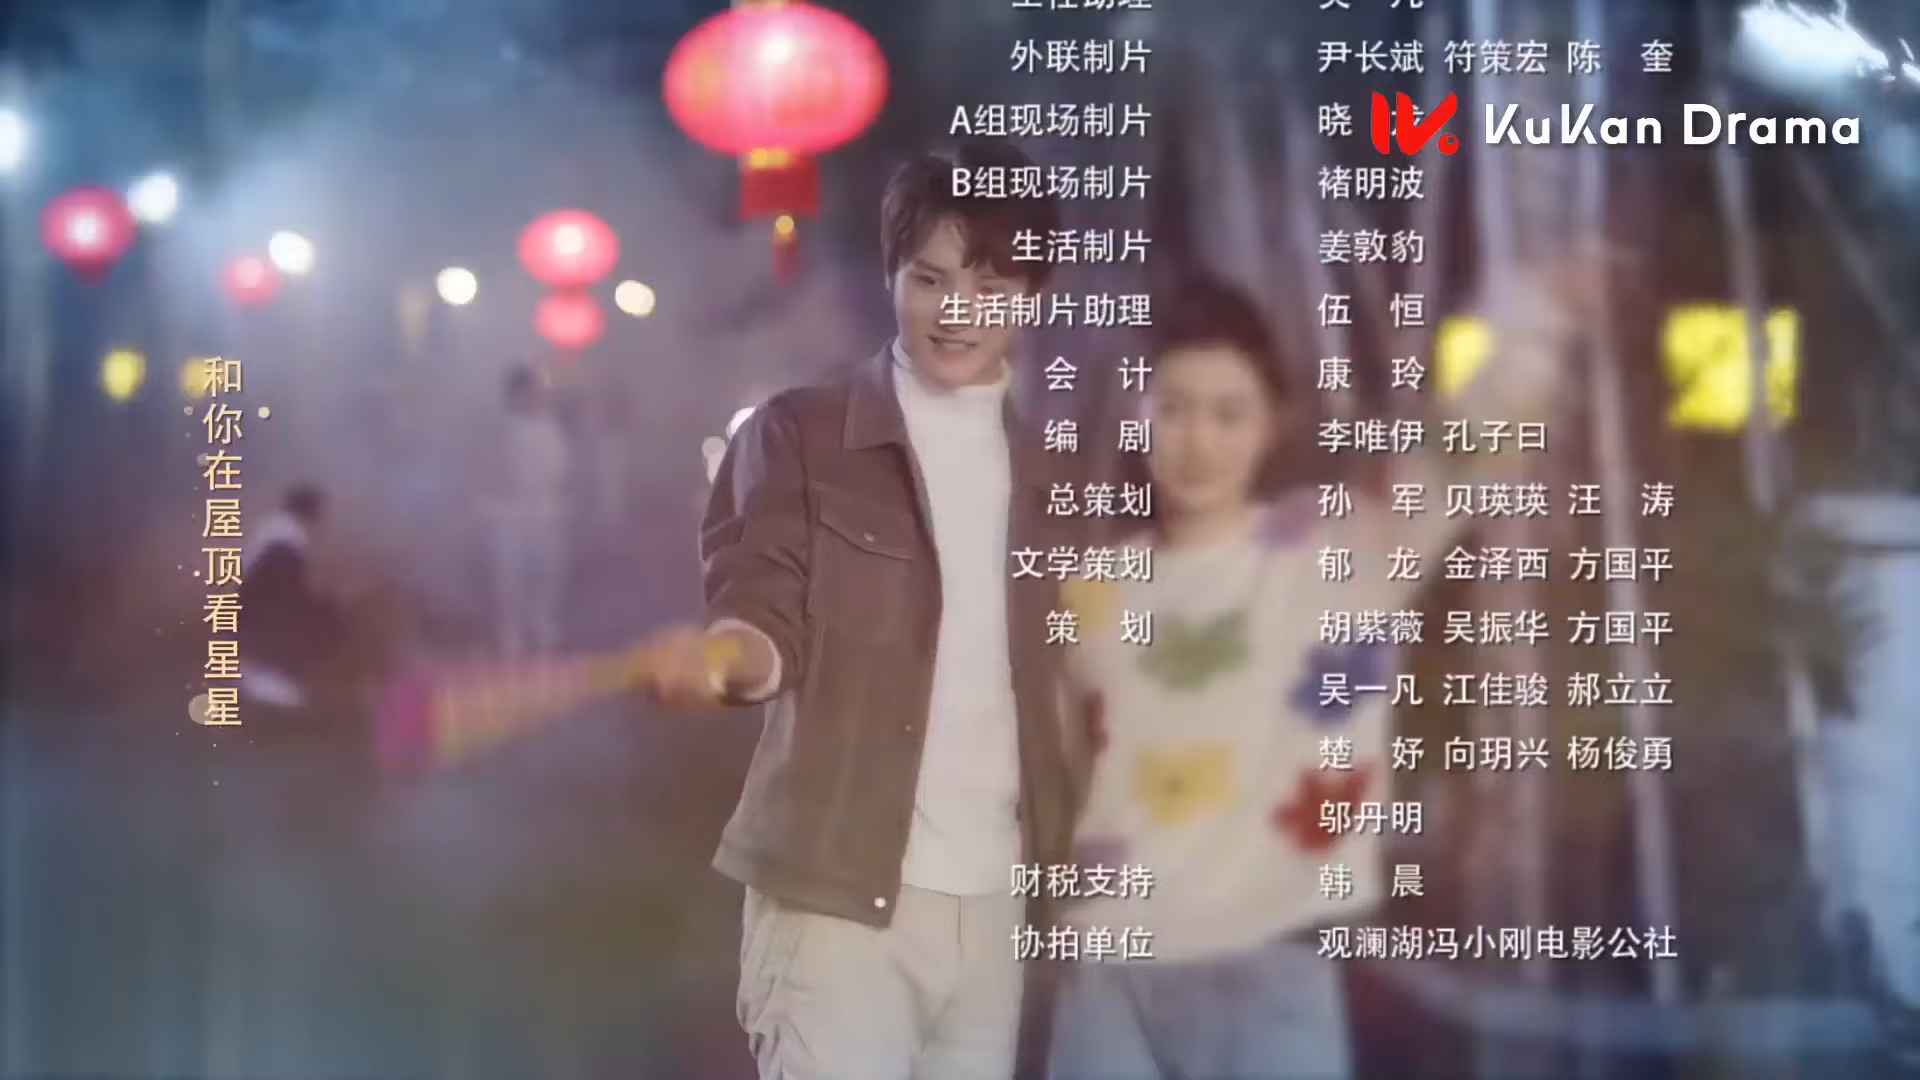 外联制片 尹长斌 符策宏 陈 奎
A组现场制片 晓
KuKan Drama
B组现场制片 褚明波
生活制片 姜敦豹
生活制片助理 伍 恒
会 计 康 玲
编 剧 李唯伊 孔子曰
总策划 孙 军 贝瑛瑛 汪 涛
文学策划 郁 龙 金泽西 方国平
策 划 胡紫薇 吴振华 方国平
吴一凡 江佳骏 郝立立
楚 妤 向玥兴 杨俊勇
邬丹明
财税支持 韩 晨
协拍单位 观澜湖冯小刚电影公社
和你在屋顶看星星